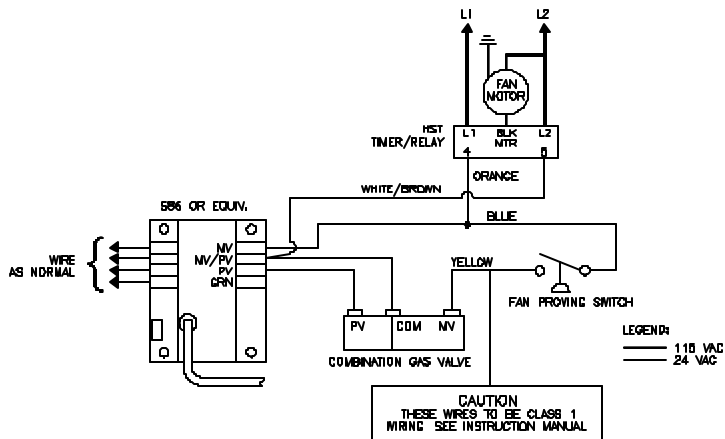 L1 L2
FAN
MOTOR
HST
TIMER/RELAY
L1 BLK L2
MTR
4 5
ORANGE
WHITE/BROWN
S86 OR EQUIV.
BLUE
WIRE
AS NORMAL
MV
MV/PV
PV
GRN
YELLOW
FAN PROVING SWITCH
PV COM MV
COMBINATION GAS VALVE
LEGEND:
115 VAC
24 VAC
CAUTION
THESE WIRES TO BE CLASS 1
WIRING SEE INSTRUCTION MANUAL